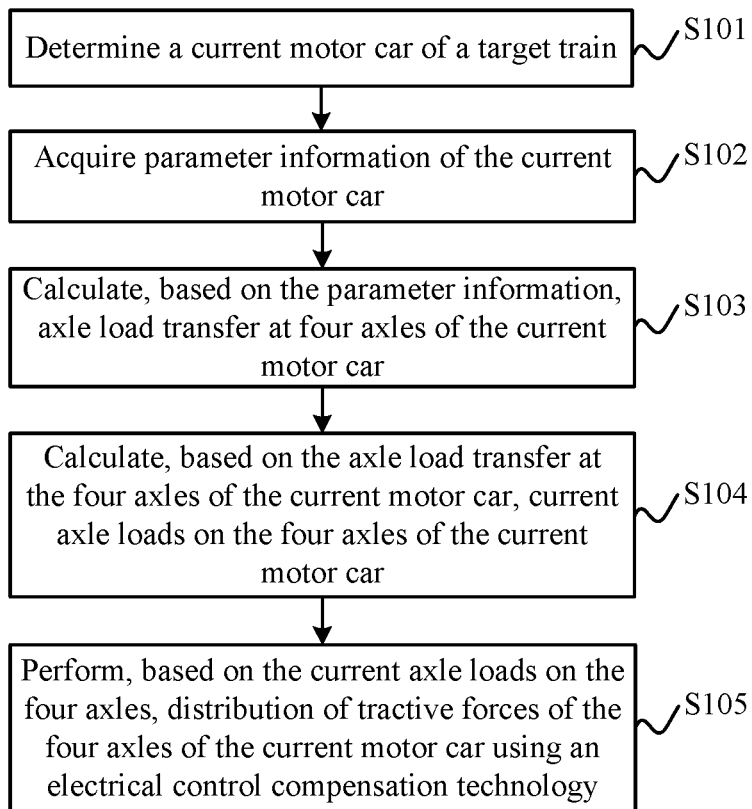 Determine a current motor car of a target train
S101
Acquire parameter information of the current
motor car
S102
Calculate, based on the parameter information,
axle load transfer at four axles of the current
motor car
S103
Calculate, based on the axle load transfer at
the four axles of the current motor car, current
axle loads on the four axles of the current
motor car
S104
Perform, based on the current axle loads on the
four axles, distribution of tractive forces of the
four axles of the current motor car using an
electrical control compensation technology
S105